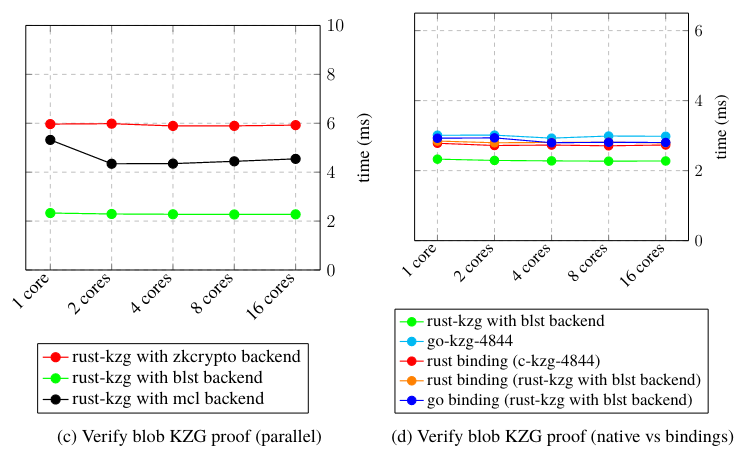 10
8
6
4
2
0
time (ms)
1 core
2 cores
4 cores
8 cores
16 cores
rust-kzg with zkcrypto backend
rust-kzg with blst backend
rust-kzg with mcl backend
(c) Verify blob KZG proof (parallel)
6
4
2
0
time (ms)
1 core
2 cores
4 cores
8 cores
16 cores
rust-kzg with blst backend
go-kzg-4844
rust binding (c-kzg-4844)
rust binding (rust-kzg with blst backend)
go binding (rust-kzg with blst backend)
(d) Verify blob KZG proof (native vs bindings)